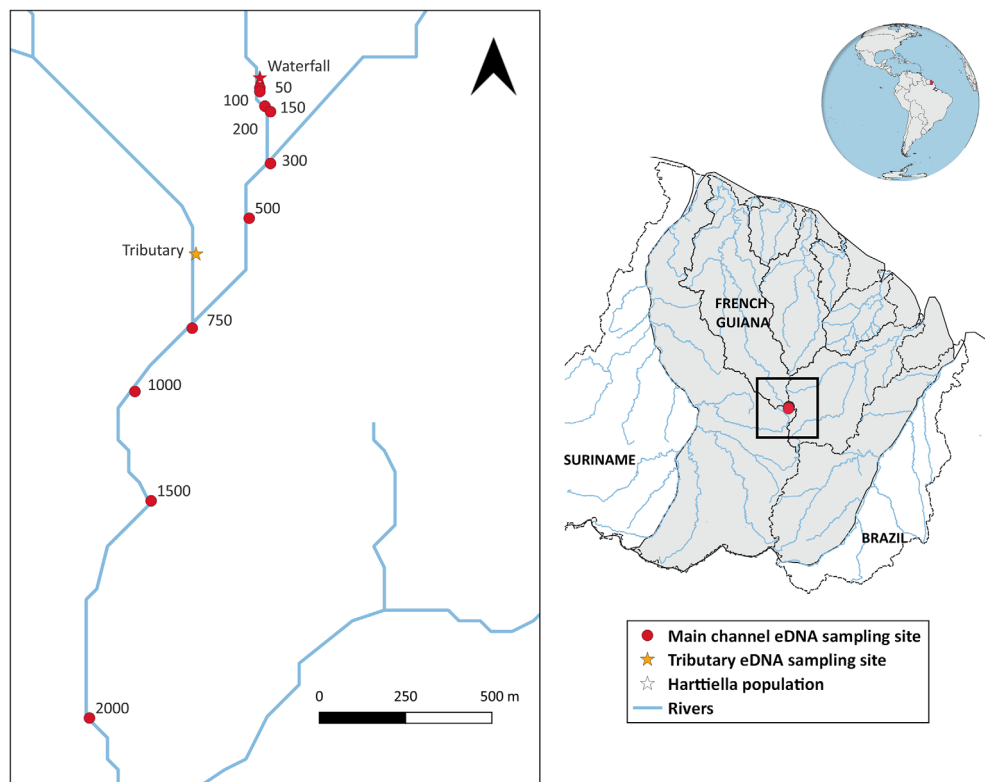 Waterfall
50
100
150
200
300
500
Tributary
750
1000
1500
2000
0 250 500 m
FRENCH
GUIANA
SURINAME
BRAZIL
Main channel eDNA sampling site
Tributary eDNA sampling site
Harttiella population
Rivers